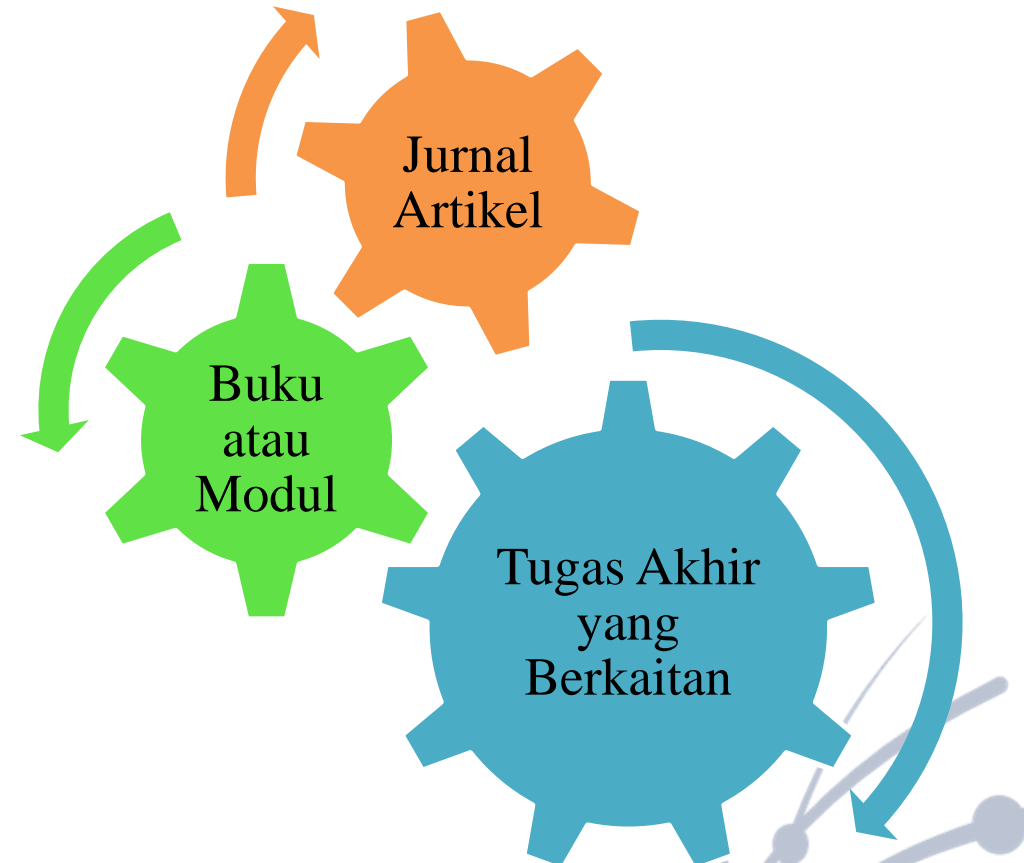 Jurnal
Artikel
Buku
atau
Modul
Tugas Akhir
yang
Berkaitan